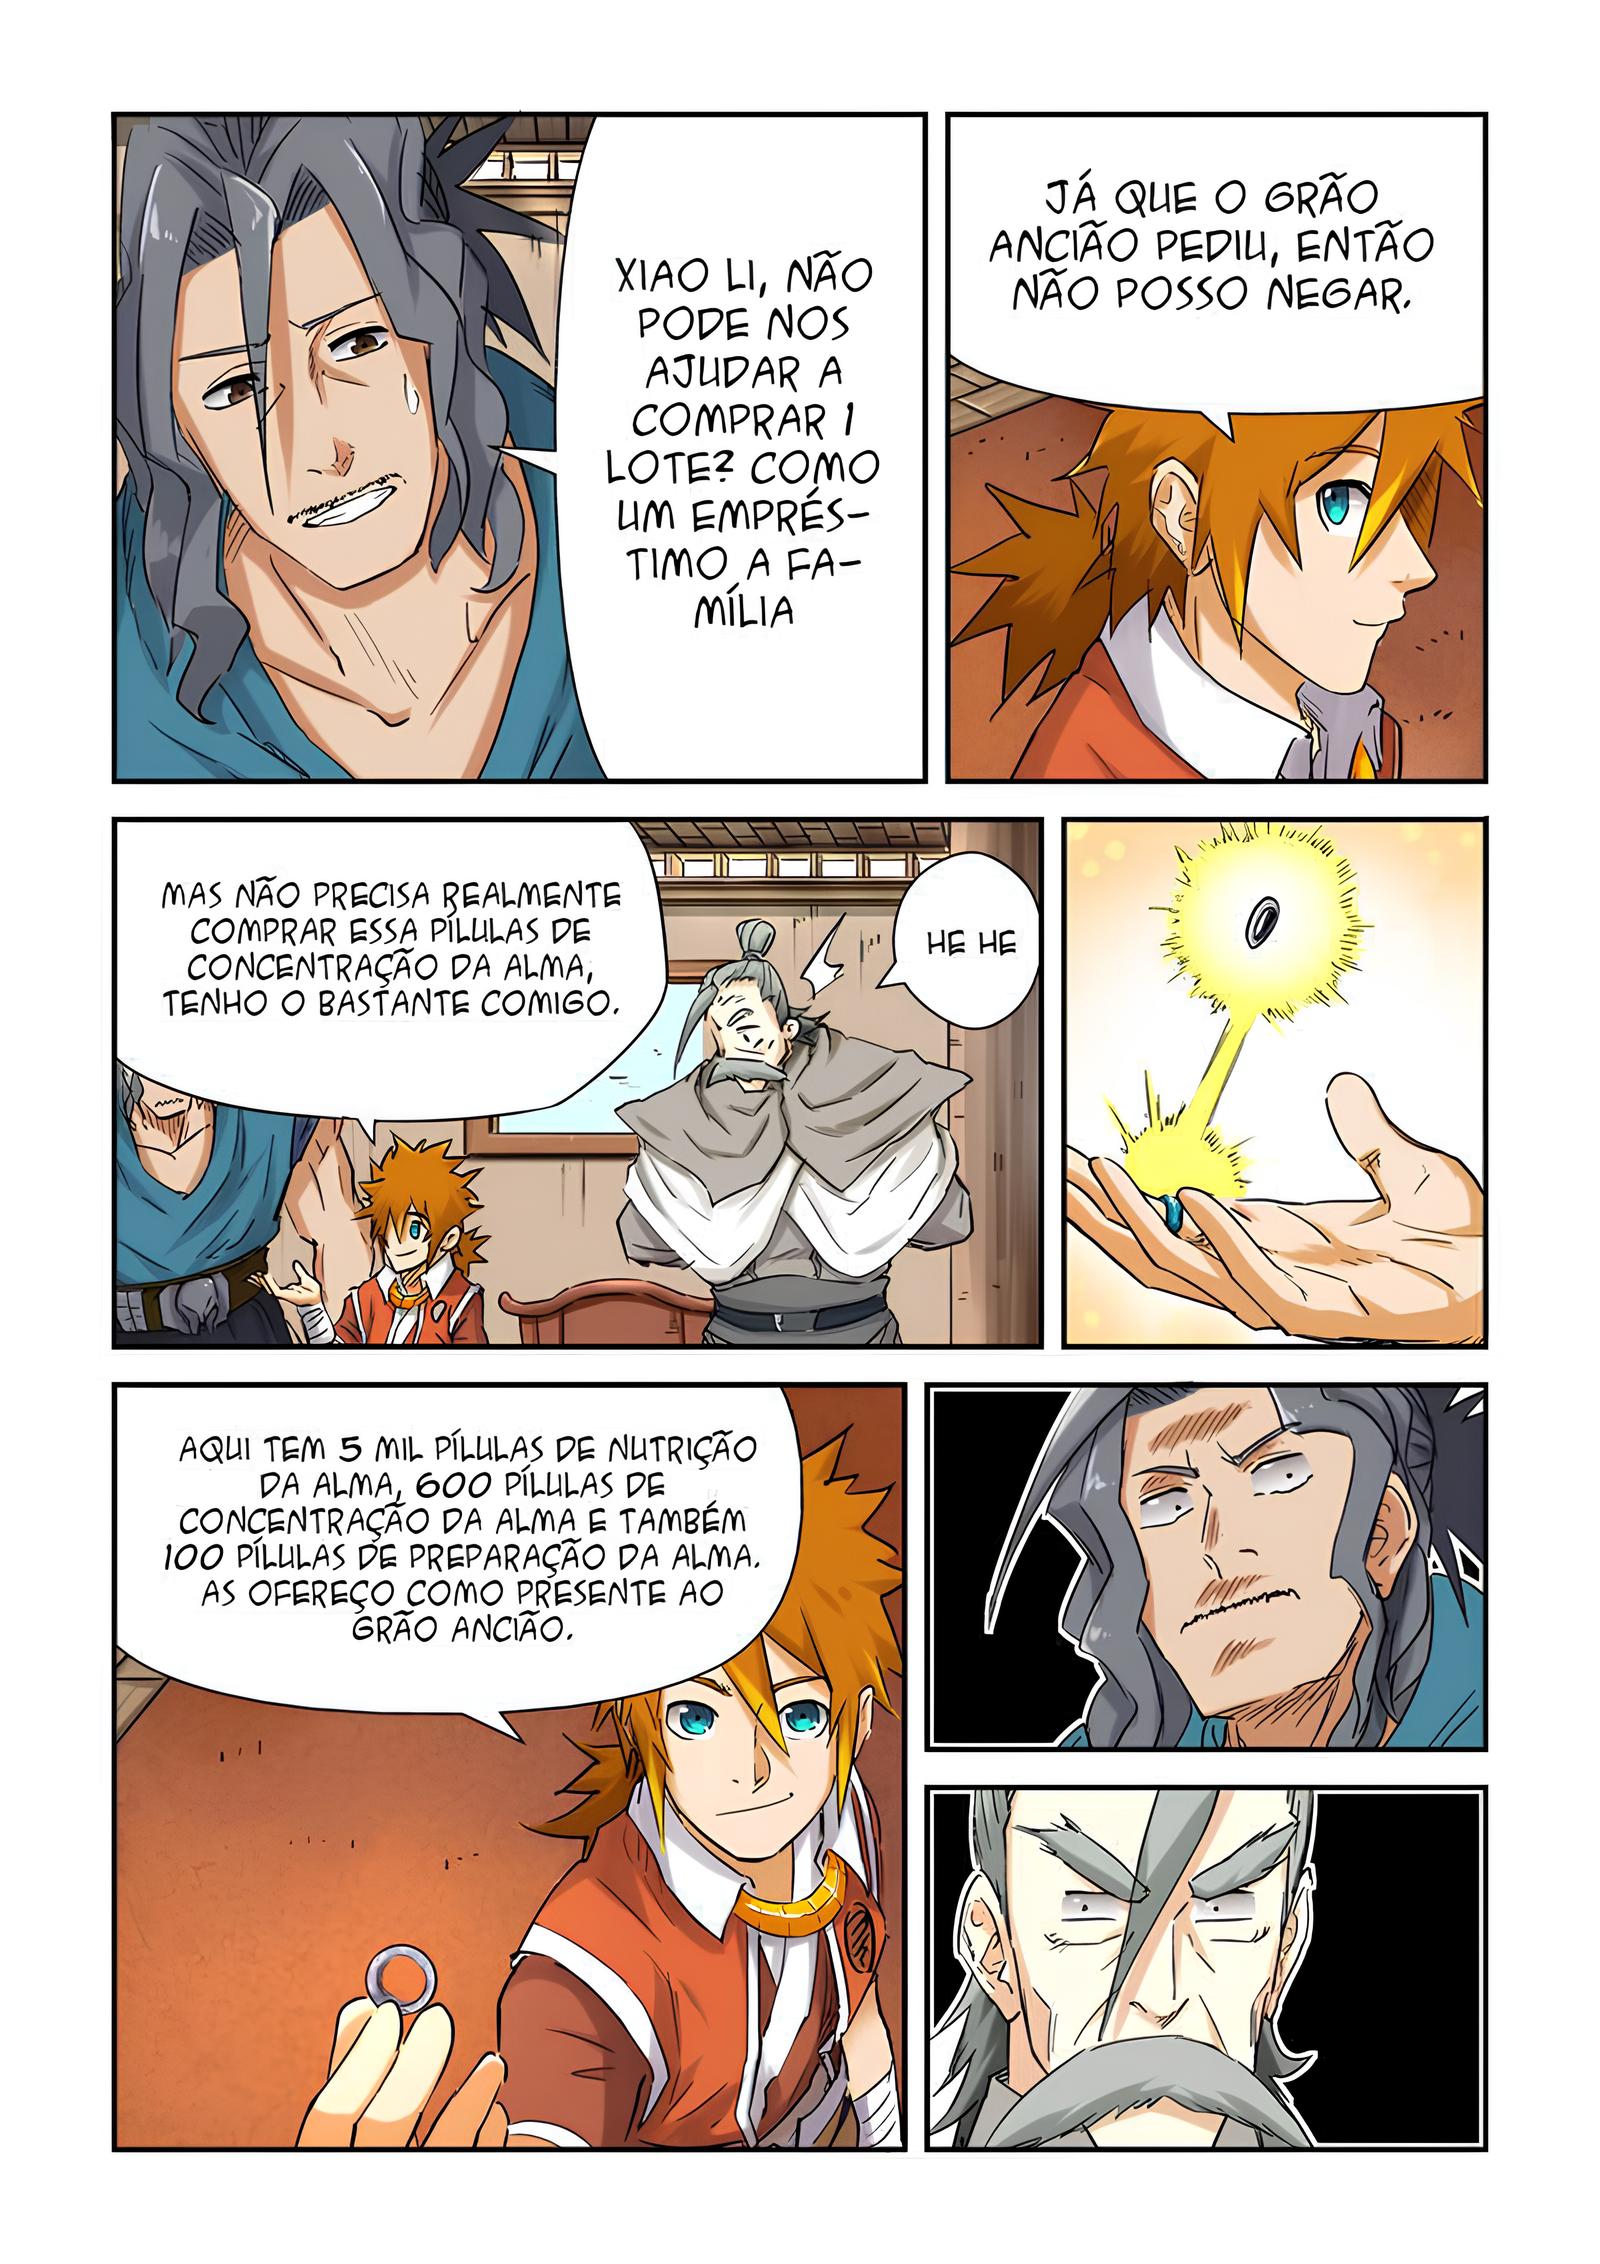 XIAO LI, NÃO
PODE NOS
AJUDAR A
COMPRAR 1
LOTE? COMO
UM EMPRÉS-
TIMO A FA-
MÍLIA
JÁ QUE O GRÃO
ANCIÃO PEDIU, ENTÃO
NÃO POSSO NEGAR.
MAS NÃO PRECISA REALMENTE
COMPRAR ESSA PÍLULAS DE
CONCENTRAÇÃO DA ALMA,
TENHO O BASTANTE COMIGO.
HE HE
AQUI TEM 5 MIL PÍLULAS DE NUTRIÇÃO
DA ALMA, 600 PÍLULAS DE
CONCENTRAÇÃO DA ALMA E TAMBÉM
100 PÍLULAS DE PREPARAÇÃO DA ALMA.
AS OFEREÇO COMO PRESENTE AO
GRÃO ANCIÃO.